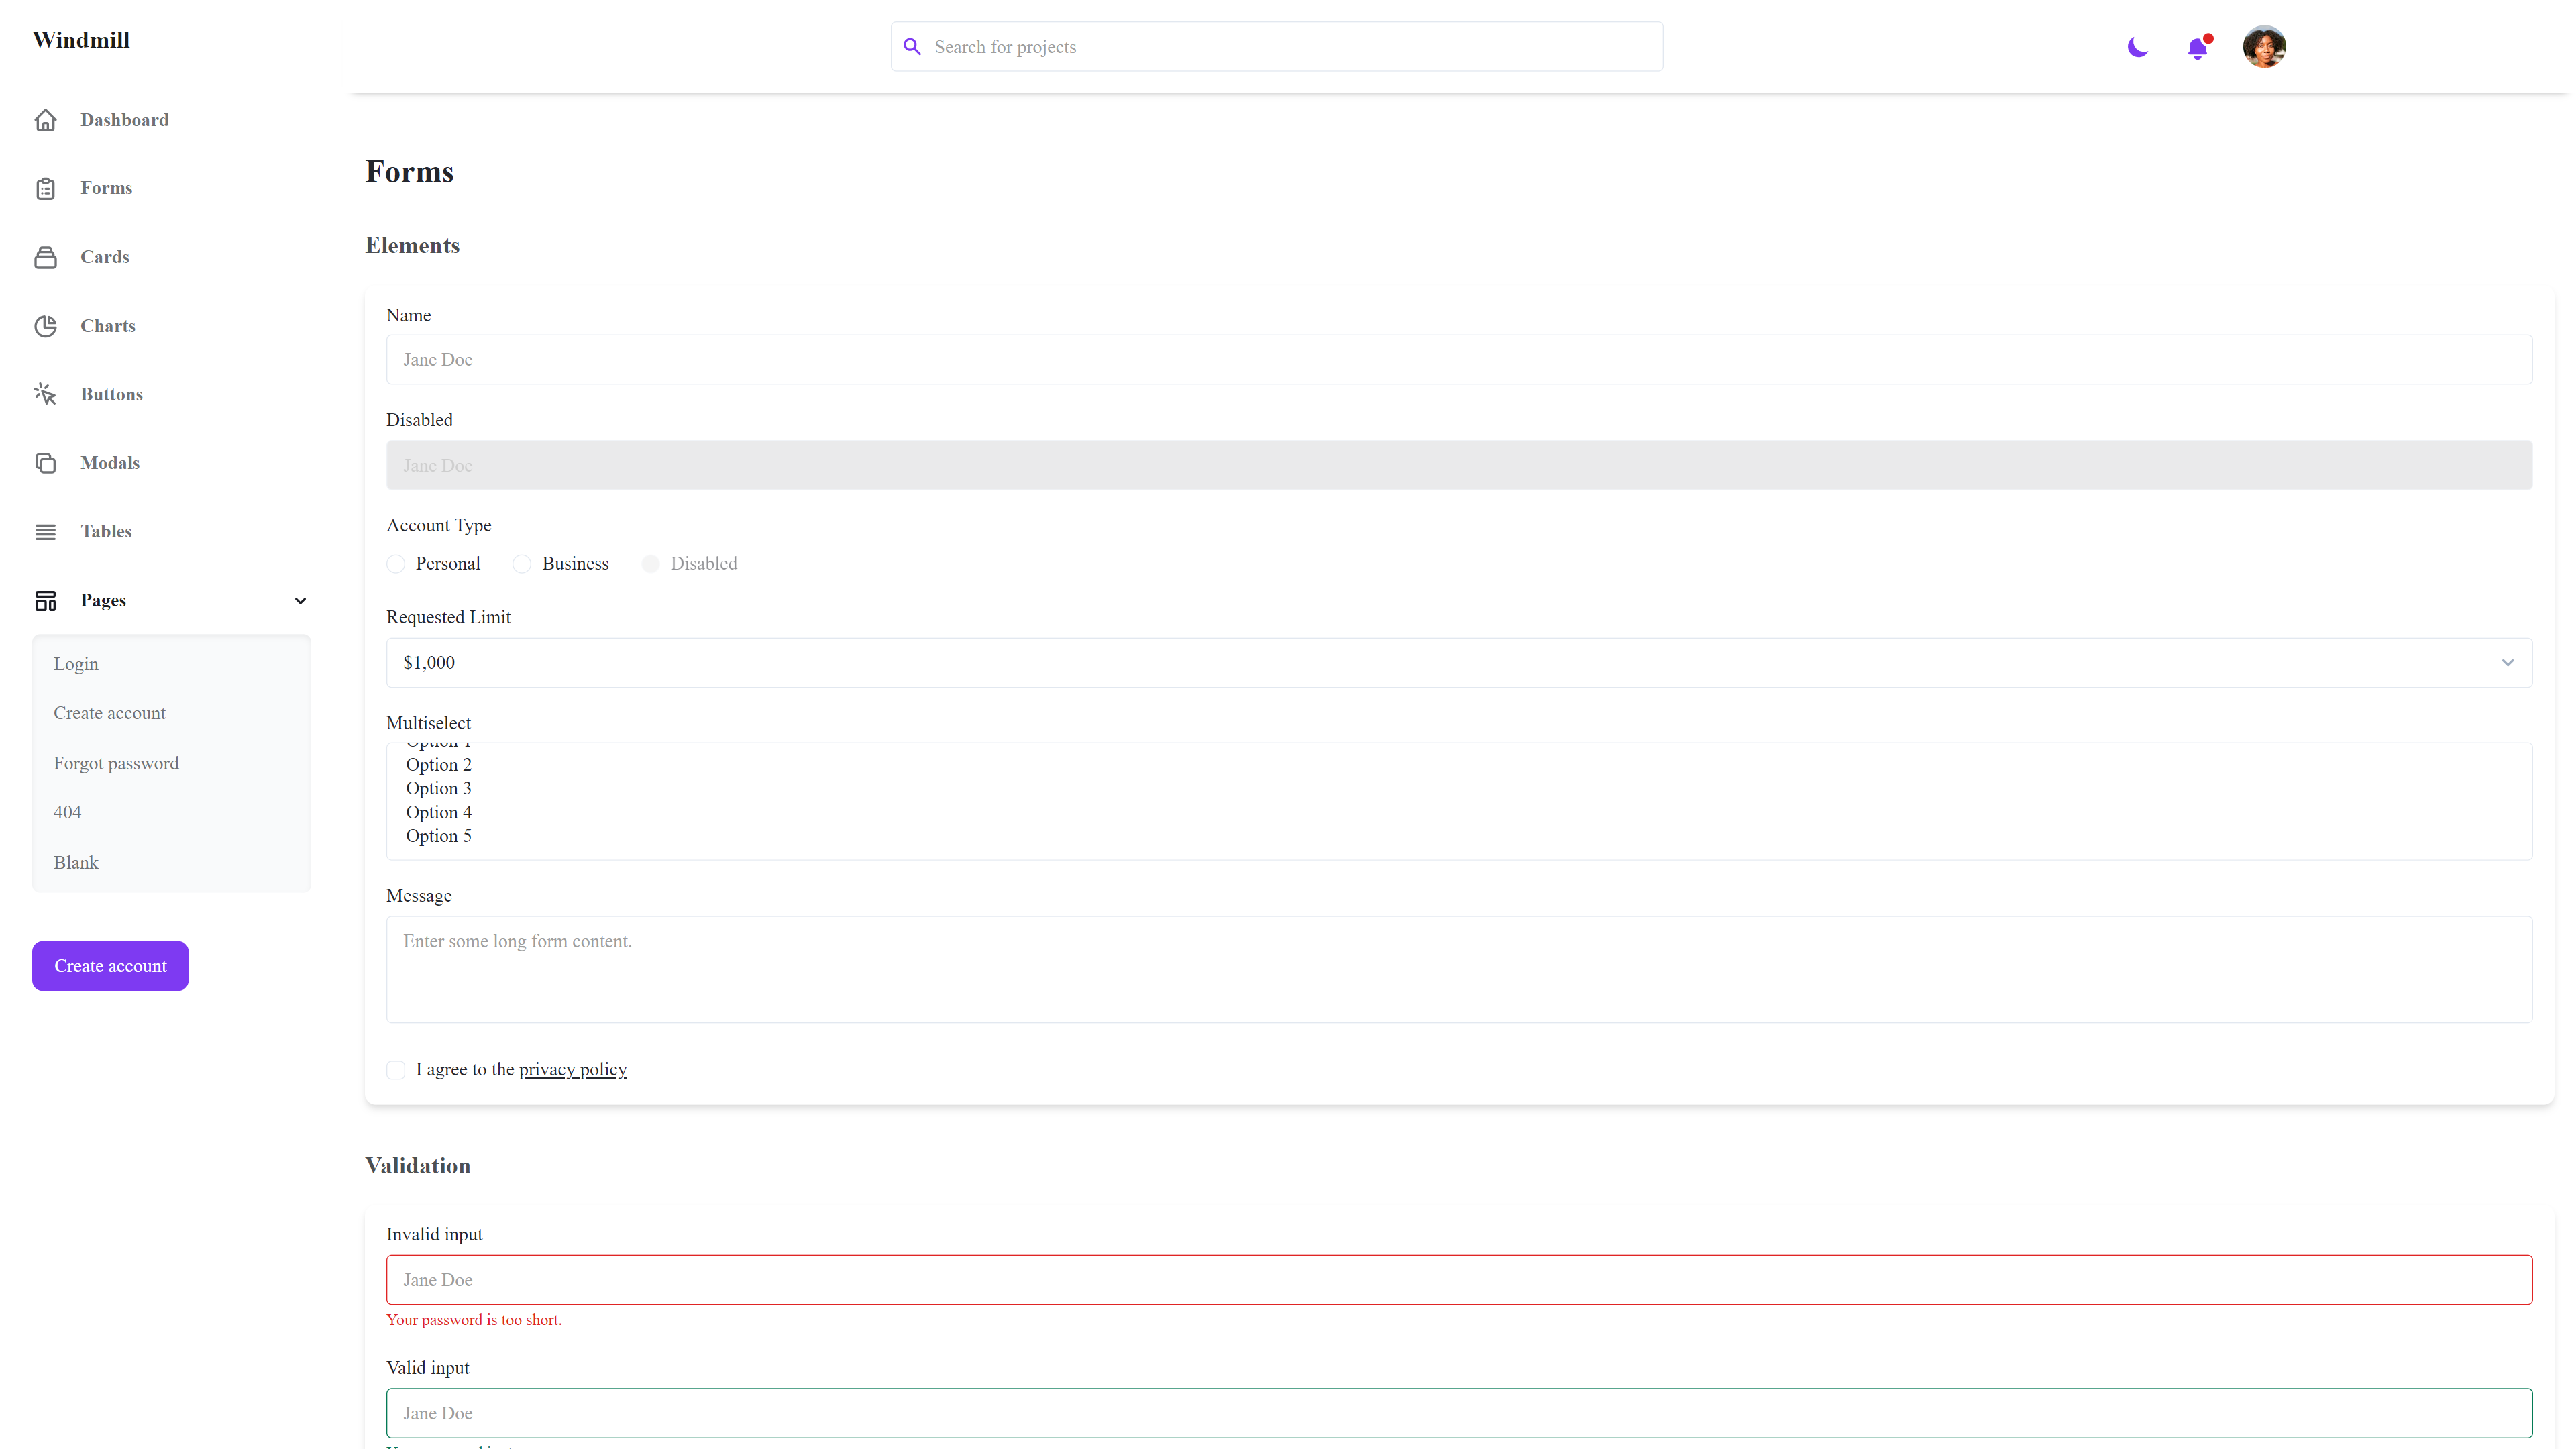 Windmill
Search for projects
Dashboard
Forms
Cards
Charts
Buttons
Modals
Tables
Pages
Login
Create account
Forgot password
404
Blank
Create account
Forms
Elements
Name
Jane Doe
Disabled
Jane Doe
Account Type
Personal
Business
Disabled
Requested Limit
$1,000
Multiselect
Option 1
Option 2
Option 3
Option 4
Option 5
Message
Enter some long form content.
I agree to the privacy policy
Validation
Invalid input
Jane Doe
Your password is too short.
Valid input
Jane Doe